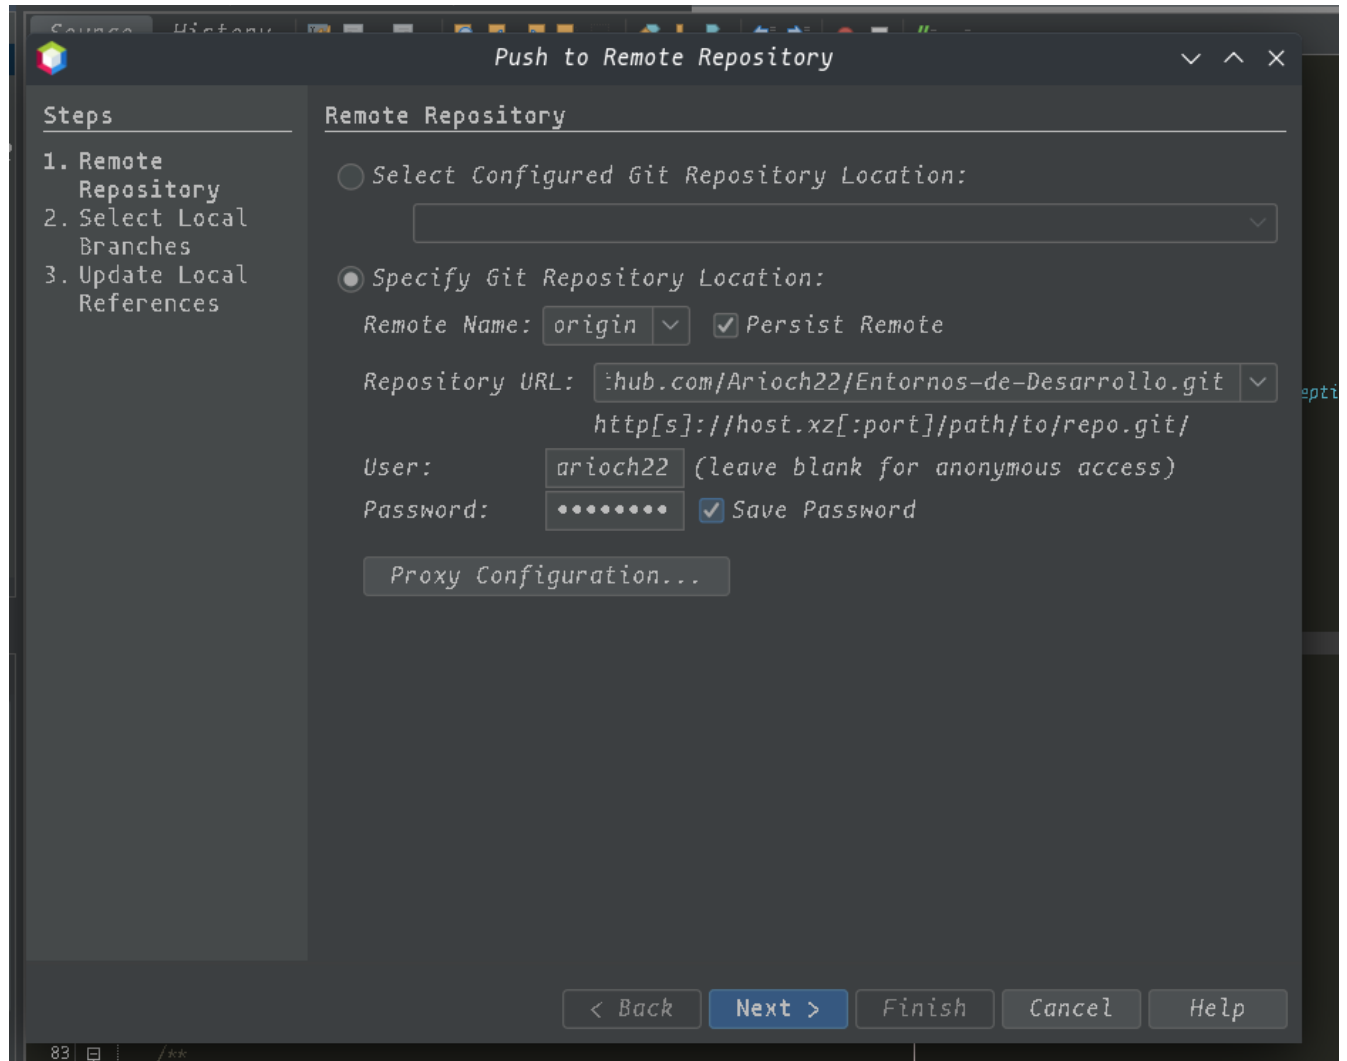 Source History
Push to Remote Repository
Steps
1. Remote
Repository
2. Select Local
Branches
3. Update Local
References
Remote Repository
Select Configured Git Repository Location:
Specify Git Repository Location:
Remote Name: origin Persist Remote
Repository URL: hub.com/Arioch22/Entornos-de-Desarrollo.git
http[s]://host.xz[:port]/path/to/repo.git/
User: arioch22 (leave blank for anonymous access)
Password: •••••••• Save Password
Proxy Configuration...
< Back Next > Finish Cancel Help
epti
83 /**